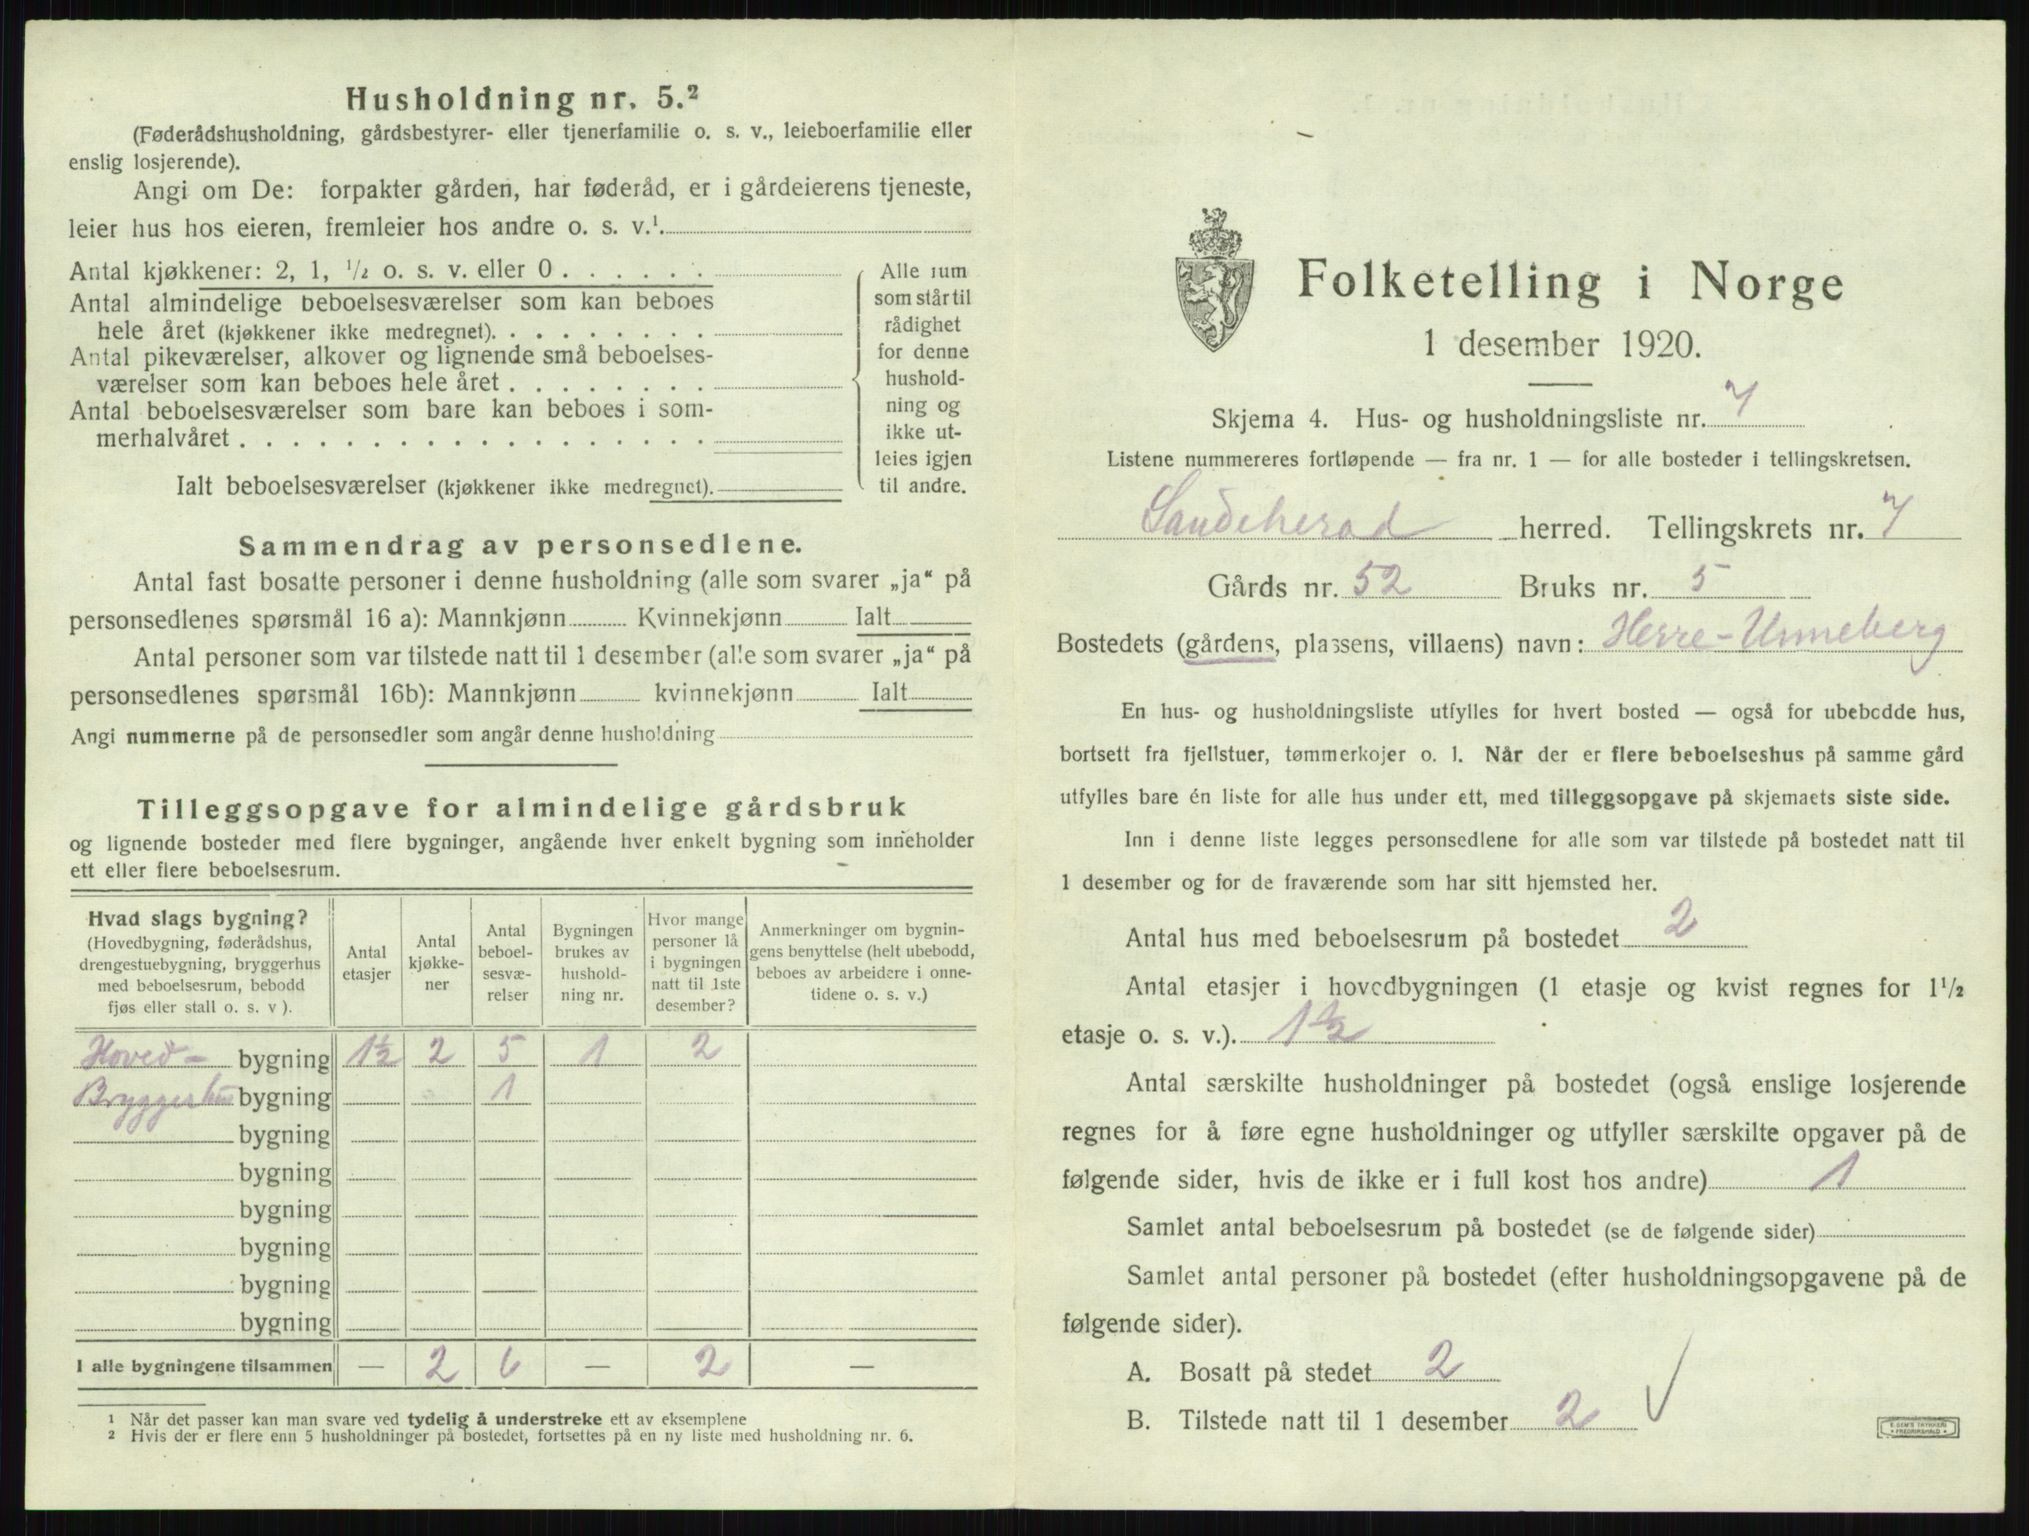 Husholdning nr. 5.²
(Føderådshusholdning, gårdsbestyrer- eller tjenerfamilie o. s. v., leieboerfamilie eller
enslig losjerende).
Angi om De: forpakter gården, har føderåd, er i gårdeierens tjeneste,
leier hus hos eieren, fremleier hos andre o. s. v.¹
Antal kjøkkener: 2, 1, ½ o. s. v. eller 0 . . . . . .
Antal almindelige beboelsesværelser som kan beboes
hele året (kjøkkener ikke medregnet). . . . . . . . .
Antal pikeværelser, alkover og lignende små beboelses-
værelser som kan beboes hele året . . . . . . . .
Antal beboelsesværelser som bare kan beboes i som-
merhalvåret . . . . . . . . . . . . . . . . . .
Ialt beboelsesværelser (kjøkkener ikke medregnet).
Alle rum
som står til
rådighet
for denne
hushold-
ning og
ikke ut-
leies igjen
til andre.
Sammendrag av personsedlene.
Antal fast bosatte personer i denne husholdning (alle som svarer „ja“ på
personsedlenes spørsmål 16 a): Mannkjønn Kvinnekjønn Ialt
Antal personer som var tilstede natt til 1 desember (alle som svarer „ja“ på
personsedlenes spørsmål 16b): Mannkjønn kvinnekjønn Ialt
Angi nummerne på de personsedler som angår denne husholdning
Tilleggsopgave for almindelige gårdsbruk
og lignende bosteder med flere bygninger, angående hver enkelt bygning som inneholder
ett eller flere beboelsesrum.
Hvad slags bygning?
(Hovedbygning, føderådshus,
drengestuebygning, bryggerhus
med beboelsesrum, bebodd
fjøs eller stall o. s. v ).
Antal
etasjer
Antal
kjøkke-
ner
Antal
beboel-
sesvæ-
relser
Bygningen
brukes av
hushold-
ning nr.
Hvor mange
personer lå
i bygningen
natt til 1ste
desember?
Anmerkninger om bygnin-
gens benyttelse (helt ubebodd,
beboes av arbeidere i onne-
tidene o. s. v.)
Hoved- bygning 1½ 2 5 1 2
Bryggerhus bygning 1
bygning
bygning
bygning
bygning
bygning
bygning
I alle bygningene tilsammen — 2 6 — 2 —
¹ Når det passer kan man svare ved tydelig å understreke ett av eksemplene
² Hvis der er flere enn 5 husholdninger på bostedet, fortsettes på en ny liste med husholdning nr. 6.
Folketelling i Norge
1 desember 1920.
Skjema 4. Hus- og husholdningsliste nr. 7
Listene nummereres fortløpende — fra nr. 1 — for alle bosteder i tellingskretsen.
Sandeherad herred. Tellingskrets nr. 7
Gårds nr. 52 Bruks nr. 5
Bostedets (gårdens, plassens, villaens) navn: Herre-Unneberg
En hus- og husholdningsliste utfylles for hvert bosted — også for ubebodde hus,
bortsett fra fjellstuer, tømmerkojer o. l. Når der er flere beboelseshus på samme gård
utfylles bare én liste for alle hus under ett, med tilleggsopgave på skjemaets siste side.
Inn i denne liste legges personsedlene for alle som var tilstede på bostedet natt til
1 desember og for de fraværende som har sitt hjemsted her.
Antal hus med beboelsesrum på bostedet 2
Antal etasjer i hovedbygningen (1 etasje og kvist regnes for 1½
etasje o. s. v.). 1½
Antal særskilte husholdninger på bostedet (også enslige losjerende
regnes for å føre egne husholdninger og utfyller særskilte opgaver på de
følgende sider, hvis de ikke er i full kost hos andre) 1
Samlet antal beboelsesrum på bostedet (se de følgende sider)
Samlet antal personer på bostedet (efter husholdningsopgavene på de
følgende sider).
A. Bosatt på stedet 2
B. Tilstede natt til 1 desember 2 √
E. SEM'S TRYKKERI
• FREDRIKSHALD •